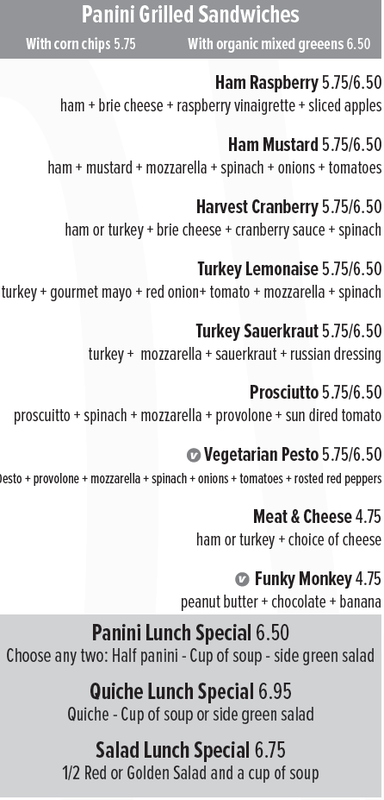 Panini Grilled Sandwiches
With corn chips 5.75 With organic mixed greeens 6.50
Ham Raspberry 5.75/6.50
ham + brie cheese + raspberry vinaigrette + sliced apples
Ham Mustard 5.75/6.50
ham + mustard + mozzarella + spinach + onions + tomatoes
Harvest Cranberry 5.75/6.50
ham or turkey + brie cheese + cranberry sauce + spinach
Turkey Lemonaise 5.75/6.50
turkey + gourmet mayo + red onion+ tomato + mozzarella + spinach
Turkey Sauerkraut 5.75/6.50
turkey + mozzarella + sauerkraut + russian dressing
Prosciutto 5.75/6.50
proscuitto + spinach + mozzarella + provolone + sun dired tomato
v Vegetarian Pesto 5.75/6.50
+ provolone + mozzarella + spinach + onions + tomatoes + rosted red peppers
Meat & Cheese 4.75
ham or turkey + choice of cheese
v Funky Monkey 4.75
peanut butter + chocolate + banana
Panini Lunch Special 6.50
Choose any two: Half panini - Cup of soup - side green salad
Quiche Lunch Special 6.95
Quiche - Cup of soup or side green salad
Salad Lunch Special 6.75
1/2 Red or Golden Salad and a cup of soup